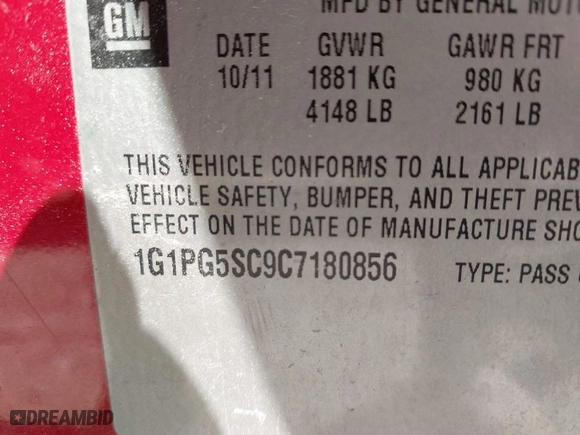 MFD BY GENERAL MOTO
GM
DATE GVWR GAWR FRT
10/11 1881 KG 980 KG
4148 LB 2161 LB
THIS VEHICLE CONFORMS TO ALL APPLICAB
VEHICLE SAFETY, BUMPER, AND THEFT PREV
EFFECT ON THE DATE OF MANUFACTURE SHO
1G1PG5SC9C7180856 TYPE: PASS
DREAMBID